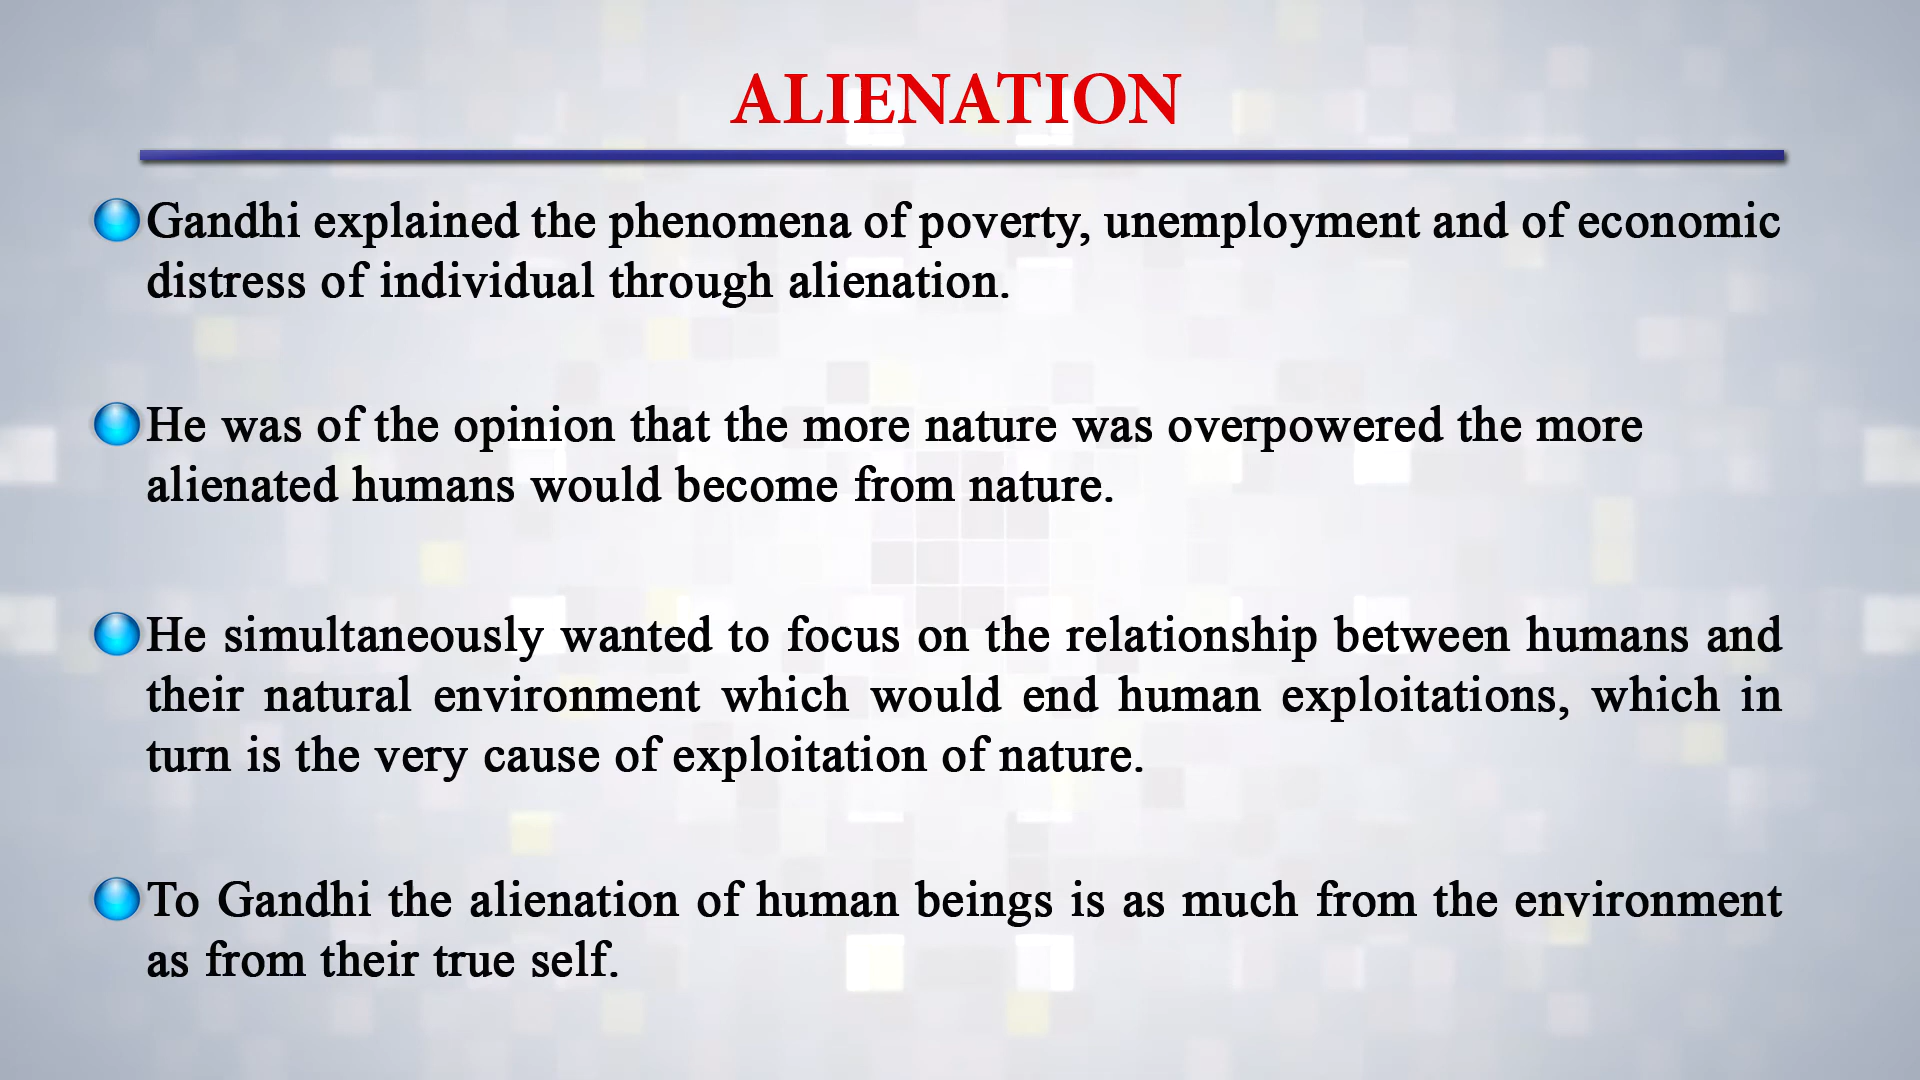 ALIENATION
Gandhi explained the phenomena of poverty, unemployment and of economic
distress of individual through alienation.
He was of the opinion that the more nature was overpowered the more
alienated humans would become from nature.
He simultaneously wanted to focus on the relationship between humans and
their natural environment which would end human exploitations, which in
turn is the very cause of exploitation of nature.
To Gandhi the alienation of human beings is as much from the environment
as from their true self.